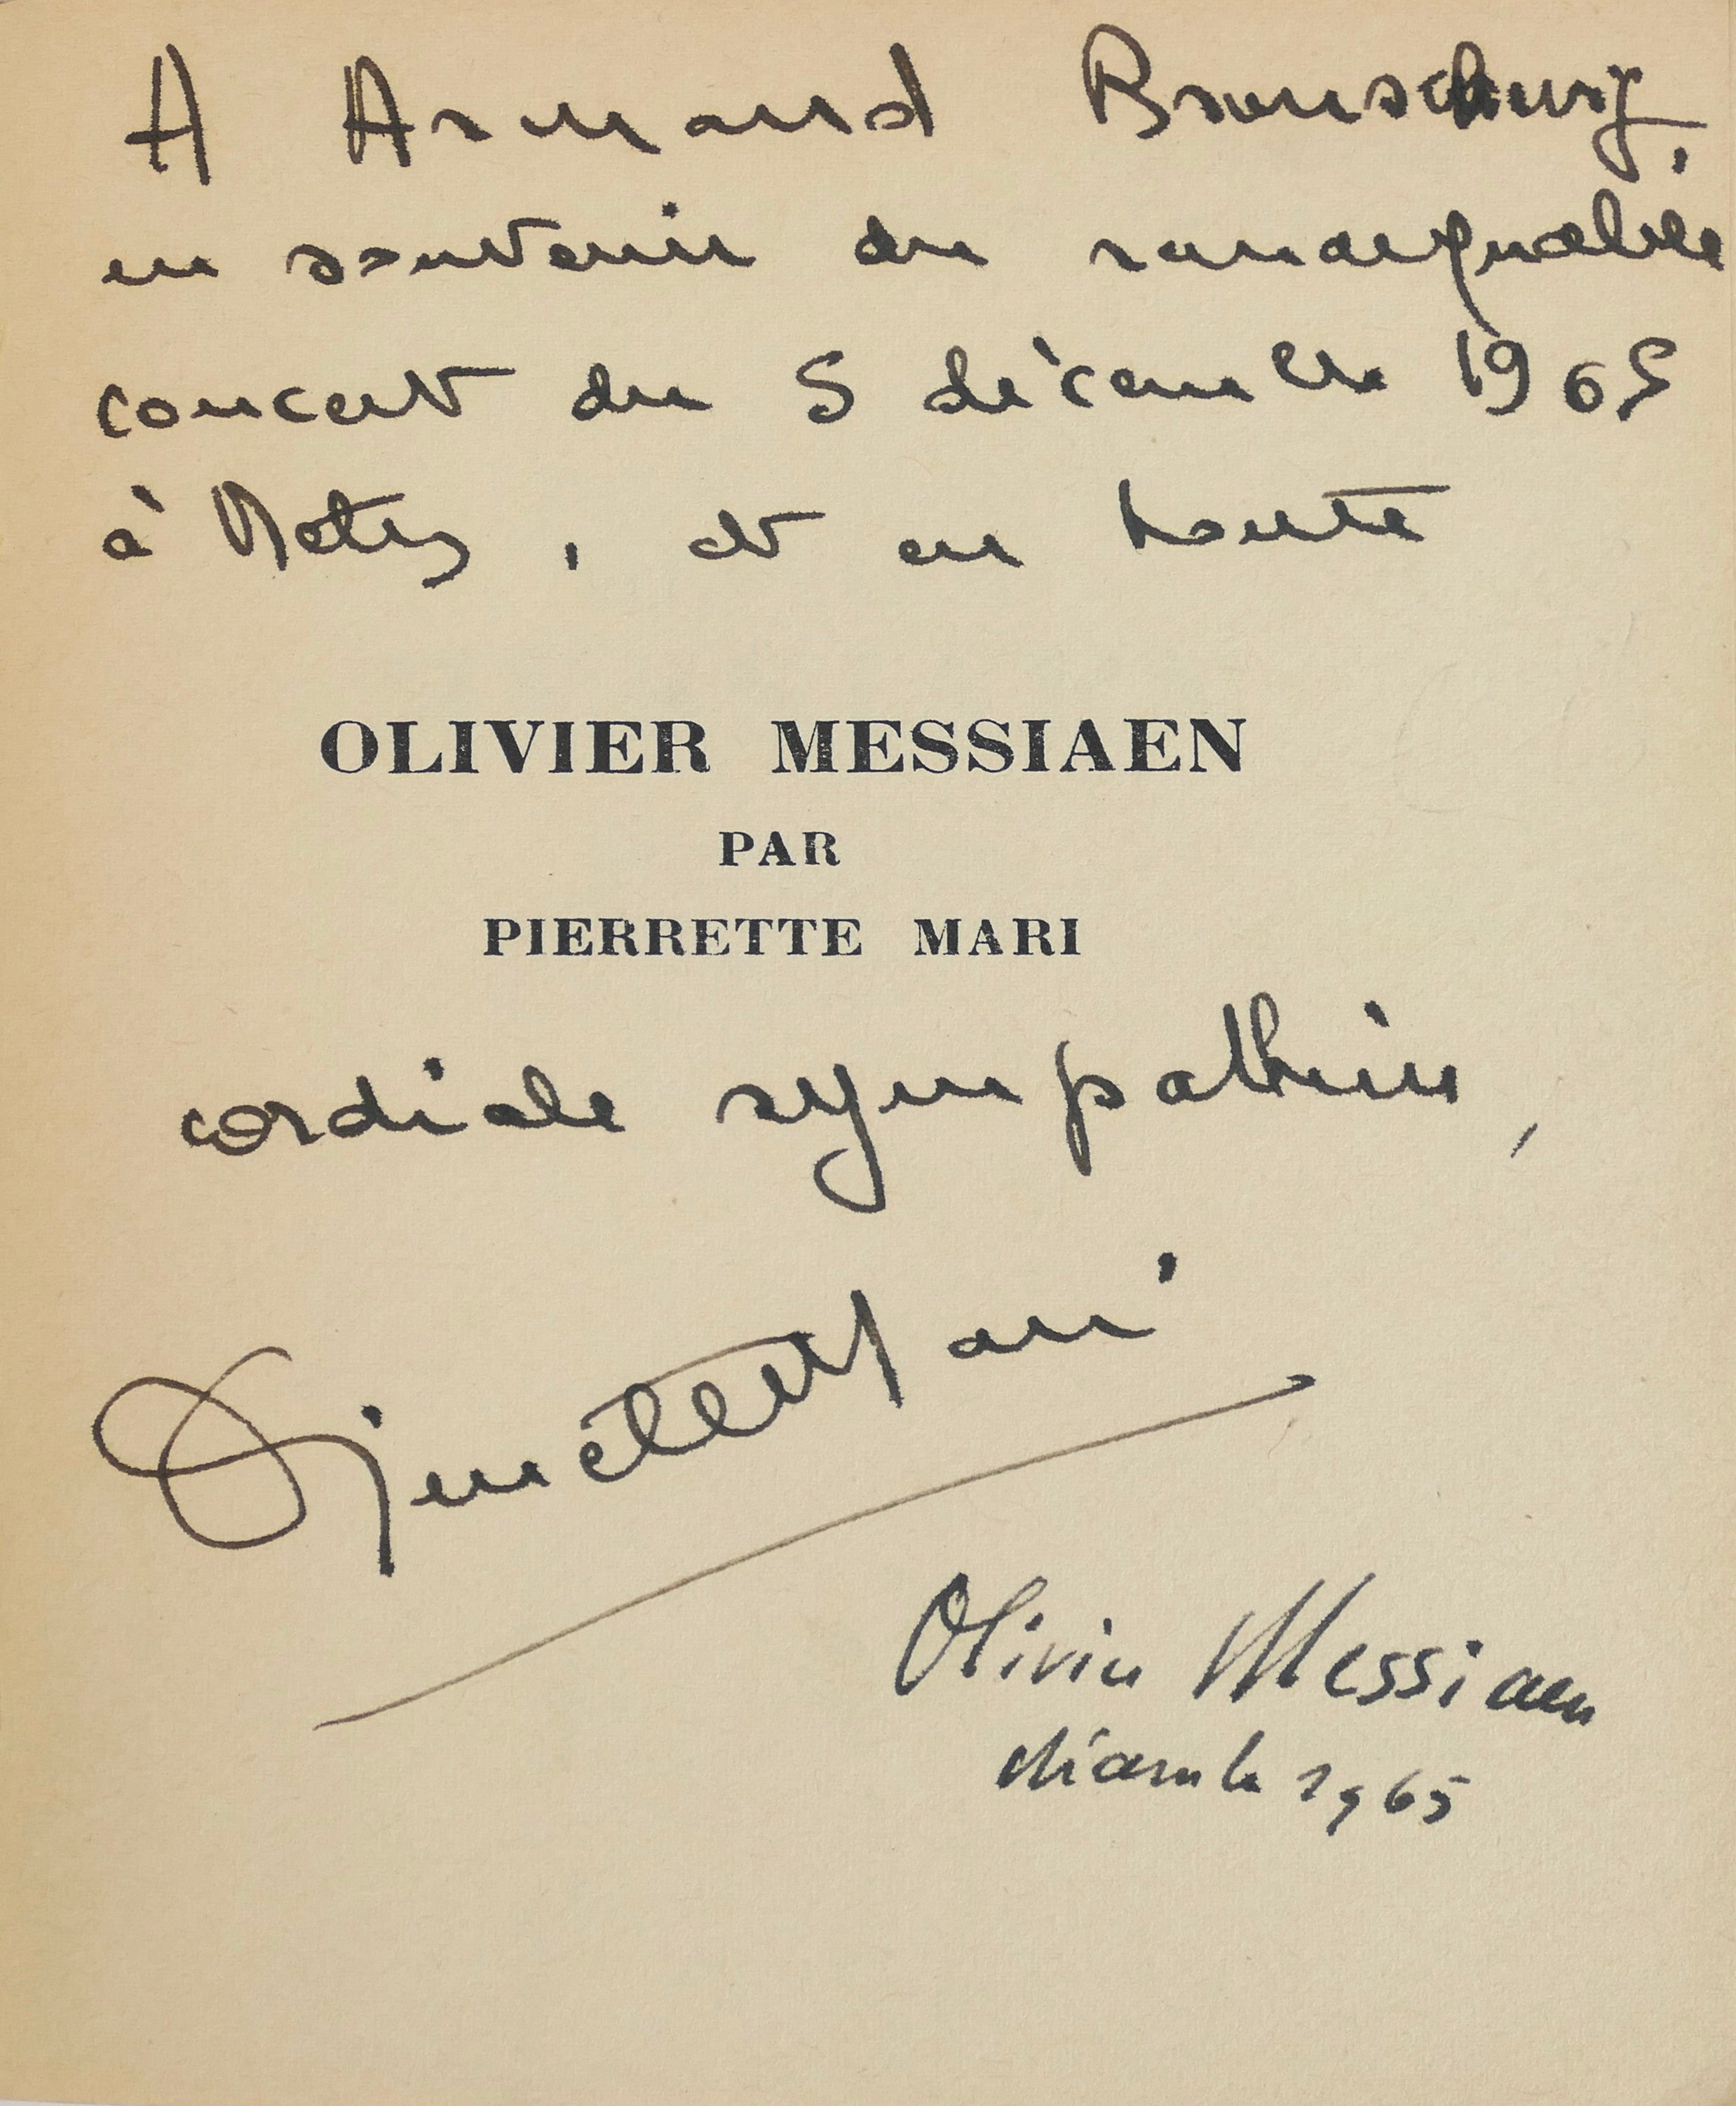 A Armand Brunschwig,
en souvenir du remarquable
concert du 5 décembre 1965
à Metz, et en toute
OLIVIER MESSIAEN
PAR
PIERRETTE MARI
cordiale sympathie,
Pierrette Mari
Olivier Messiaen
décembre 1965